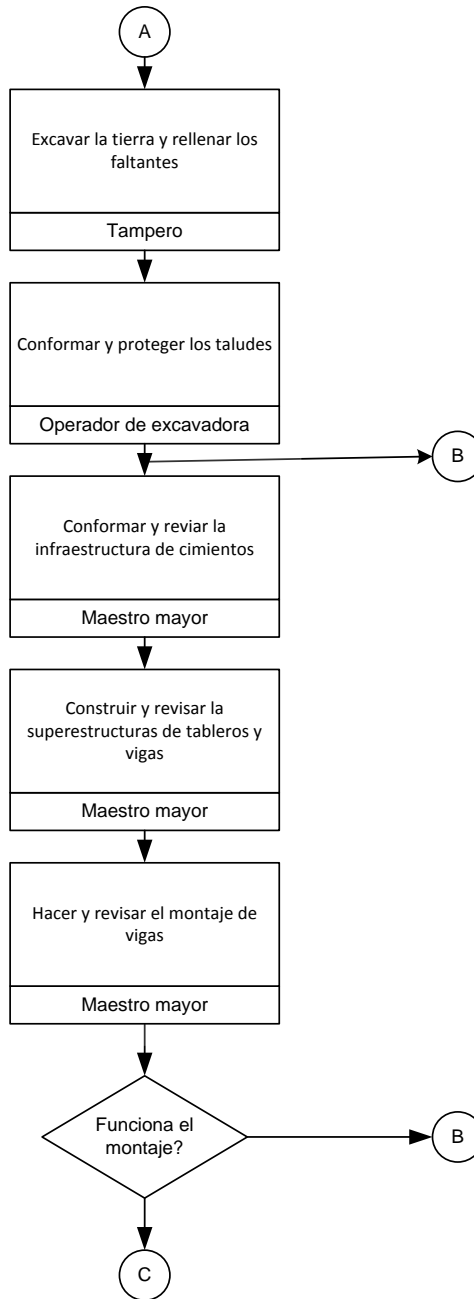 A
Excavar la tierra y rellenar los
faltantes
Tampero
Conformar y proteger los taludes
Operador de excavadora
B
Conformar y reviar la
infraestructura de cimientos
Maestro mayor
Construir y revisar la
superestructuras de tableros y
vigas
Maestro mayor
Hacer y revisar el montaje de
vigas
Maestro mayor
Funciona el
montaje?
B
C